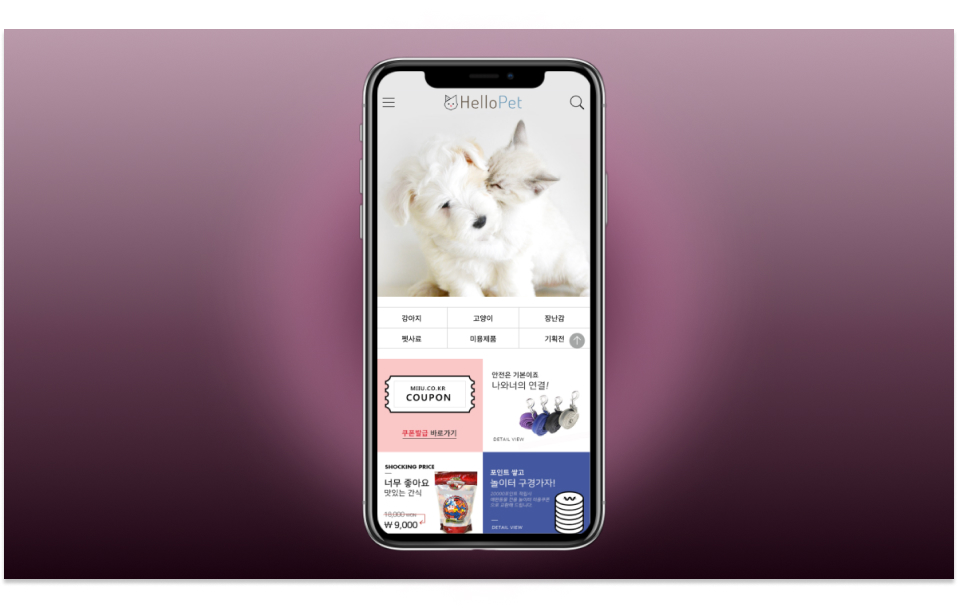 HelloPet
강아지
고양이
장난감
펫사료
미용제품
기획전
MIIU.CO.KR
COUPON
쿠폰발급 바로가기
안전은 기본이죠
나와너의 연결!
DETAIL VIEW
SHOCKING PRICE
너무 좋아요
맛있는 간식
18,000 WON
₩ 9,000
포인트 쌓고
놀이터 구경가자!
DETAIL VIEW
W